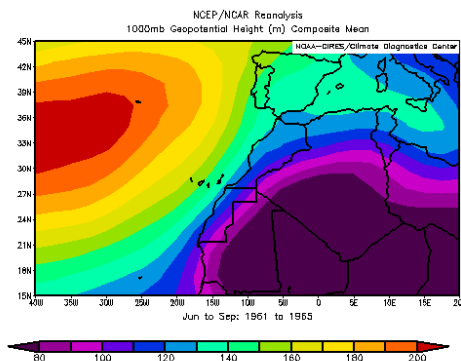 NCEP/NCAR Reanalysis
1000mb Geopotential Height (m) Composite Mean
NOAA-CIRES/Climate Diagnostics Center
45N
42N
39N
36N
33N
30N
27N
24N
21N
18N
15N
40W 35W 30W 25W 20W 15W 10W 5W 0 5E 10E 15E 20E
Jun to Sep: 1961 to 1965
80 100 120 140 160 180 200